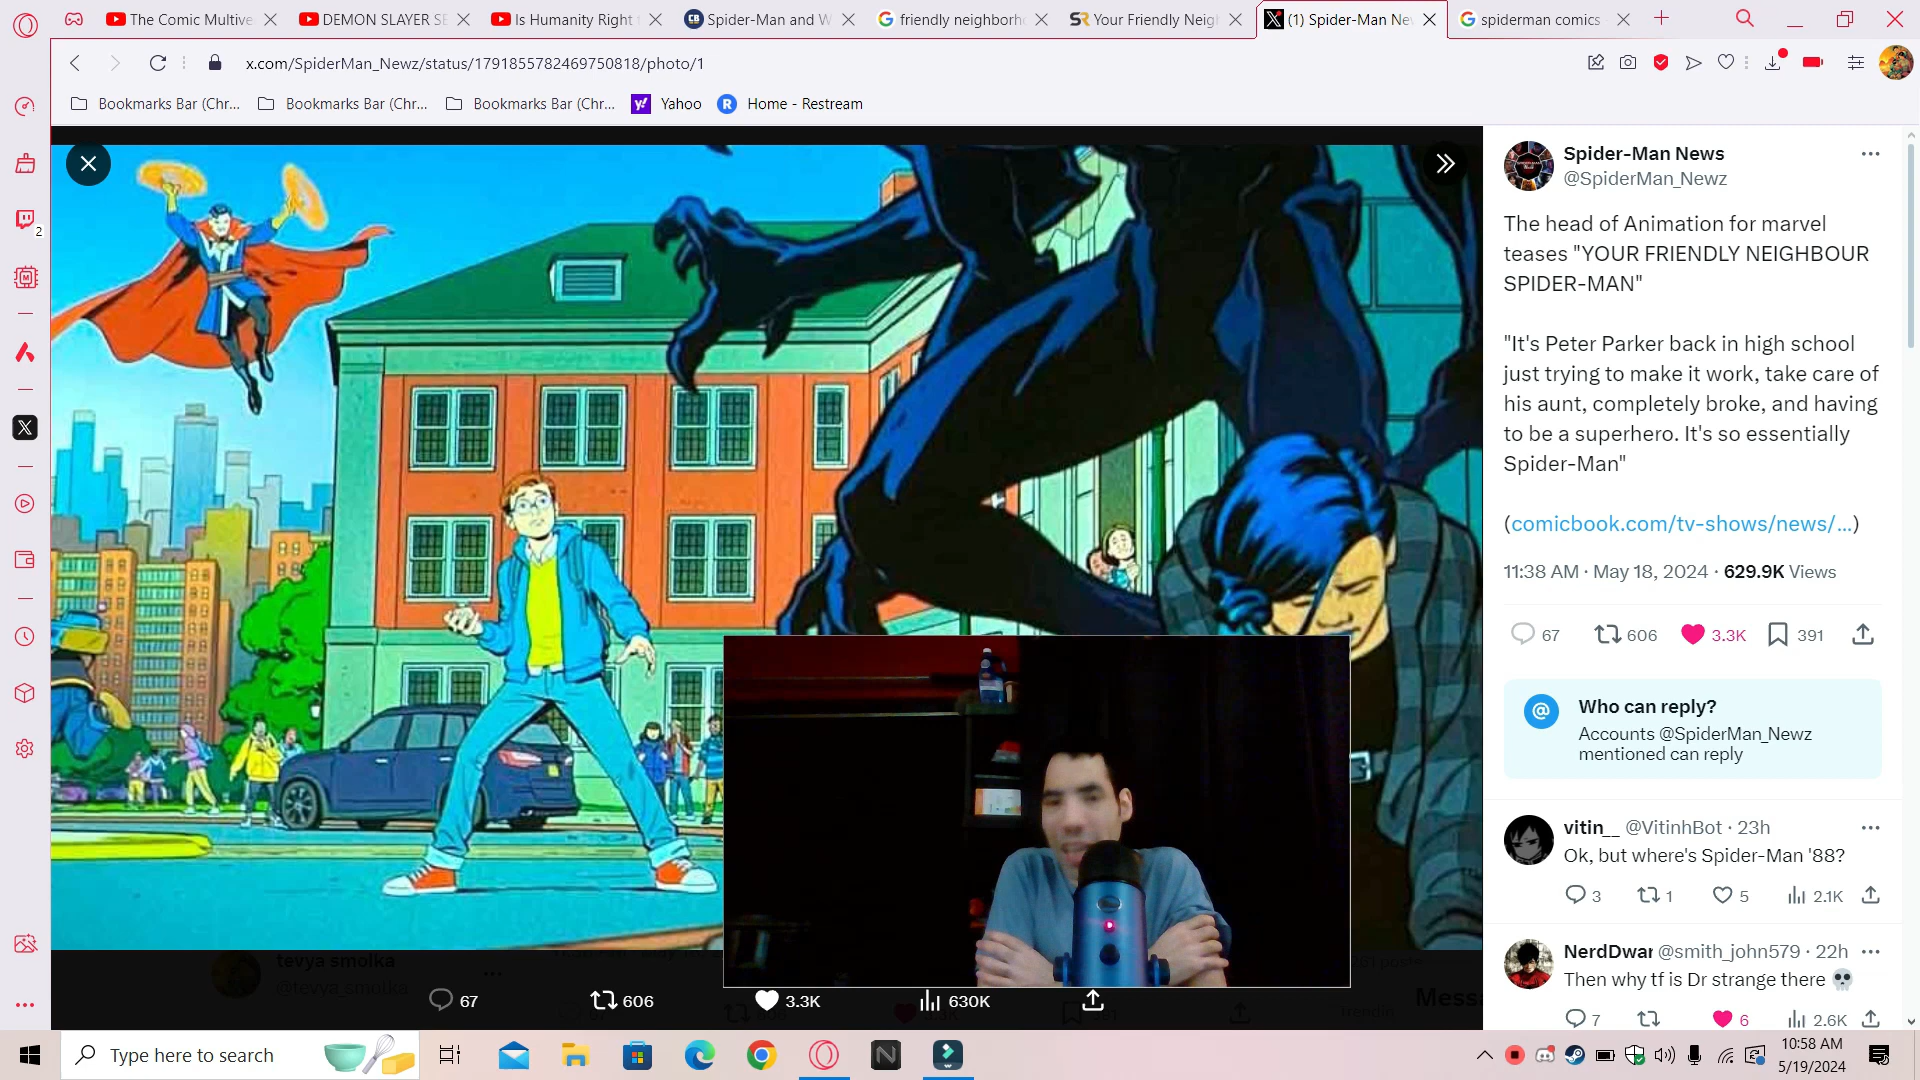 The Comic Multive
DEMON SLAYER SE
Is Humanity Right
Spider-Man and W
friendly neighborho
Your Friendly Neig
(1) Spider-Man Ne
spiderman comics
x.com/SpiderMan_Newz/status/1791855782469750818/photo/1
Bookmarks Bar (Chr...
Bookmarks Bar (Chr...
Bookmarks Bar (Chr...
Yahoo
Home - Restream
2
Spider-Man News
@SpiderMan_Newz
The head of Animation for marvel
teases "YOUR FRIENDLY NEIGHBOUR
SPIDER-MAN"
"It's Peter Parker back in high school
just trying to make it work, take care of
his aunt, completely broke, and having
to be a superhero. It's so essentially
Spider-Man"
(comicbook.com/tv-shows/news/...)
11:38 AM · May 18, 2024 · 629.9K Views
67 606 3.3K 391
Who can reply?
Accounts @SpiderMan_Newz
mentioned can reply
vitin__ @VitinhBot · 23h
Ok, but where's Spider-Man '88?
3 1 5 2.1K
NerdDwar @smith_john579 · 22h
Then why tf is Dr strange there 💀
7 6 2.6K
tevya smolka
@tevya_smolka
67 606 3.3K 630K
Type here to search
10:58 AM
5/19/2024